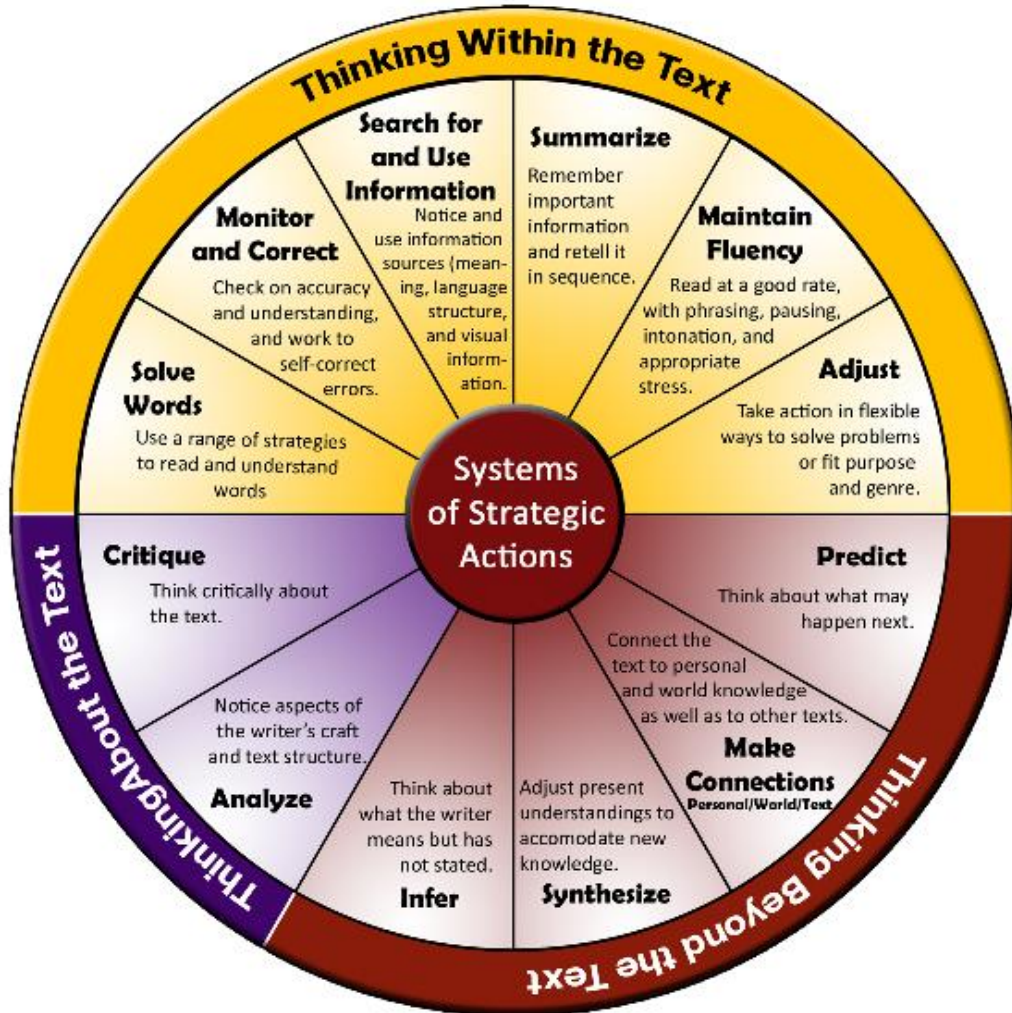 Thinking Within the Text
Search for
and Use
Information
Notice and
use information
sources (mean-
ing, language
structure,
and visual
inform-
ation.
Summarize
Remember
important
information
and retell it
in sequence.
Monitor
and Correct
Check on accuracy
and understanding,
and work to
self-correct
errors.
Maintain
Fluency
Read at a good rate,
with phrasing, pausing,
intonation, and
appropriate
stress.
Solve
Words
Use a range of strategies
to read and understand
words
Adjust
Take action in flexible
ways to solve problems
or fit purpose
and genre.
Systems
of Strategic
Actions
Critique
Think critically about
the text.
Predict
Think about what may
happen next.
Notice aspects of
the writer's craft
and text structure.
Analyze
Connect the
text to personal
and world knowledge
as well as to other texts.
Make
Connections
Personal/World/Text
Think about
what the writer
means but has
not stated.
Infer
Adjust present
understandings to
accomodate new
knowledge.
Synthesize
ThinkingAbout the Text
Thinking Beyond the Text